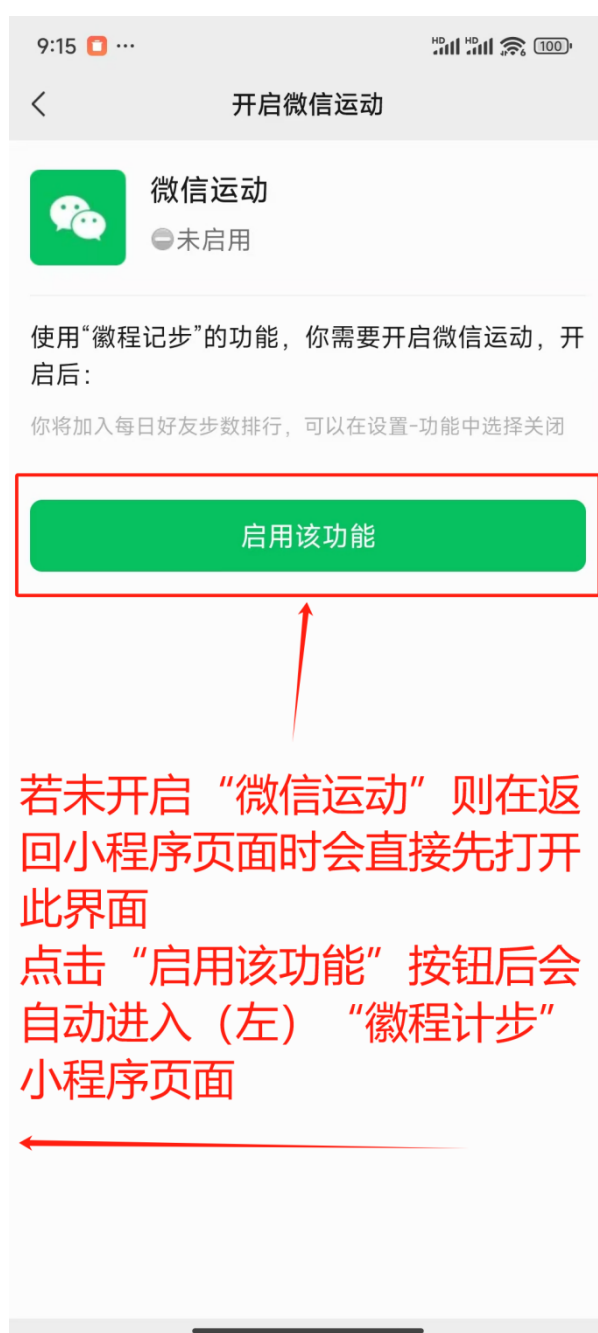 9:15 ···
HD HD 6 100
开启微信运动
微信运动
未启用
使用“徽程记步”的功能，你需要开启微信运动，开
启后：
你将加入每日好友步数排行，可以在设置-功能中选择关闭
启用该功能
若未开启“微信运动”则在返
回小程序页面时会直接先打开
此界面
点击“启用该功能”按钮后会
自动进入（左）“徽程计步”
小程序页面